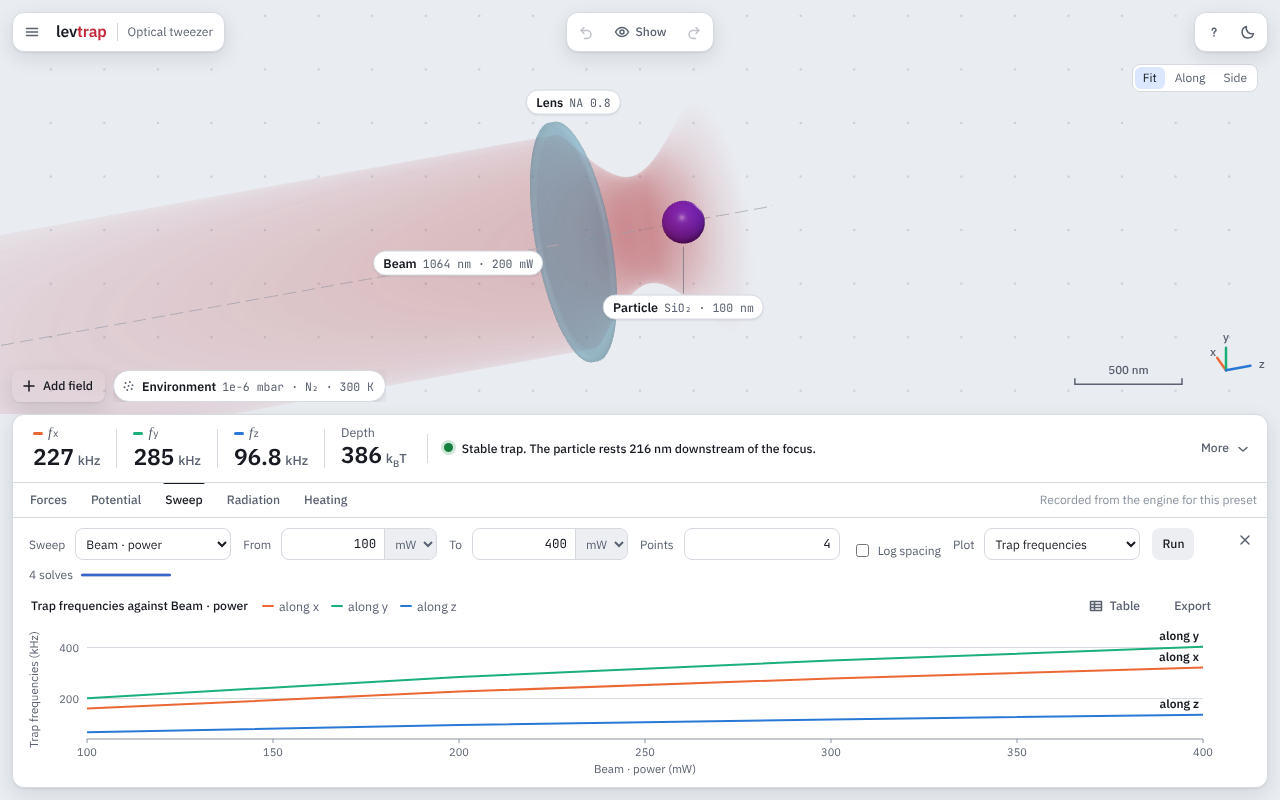 levtrap Optical tweezer
Show
?
Fit Along Side
Lens NA 0.8
Beam 1064 nm · 200 mW
Particle SiO₂ · 100 nm
y
x
z
500 nm
Add field
Environment 1e-6 mbar · N₂ · 300 K
fx
227 kHz
fy
285 kHz
fz
96.8 kHz
Depth
386 kBT
Stable trap. The particle rests 216 nm downstream of the focus.
More
Forces Potential Sweep Radiation Heating
Recorded from the engine for this preset
Sweep Beam · power From 100 mW To 400 mW Points 4 Log spacing Plot Trap frequencies Run
4 solves
Trap frequencies against Beam · power along x along y along z
Table Export
Trap frequencies (kHz)
400
200
along y
along x
along z
100 150 200 250 300 350 400
Beam · power (mW)